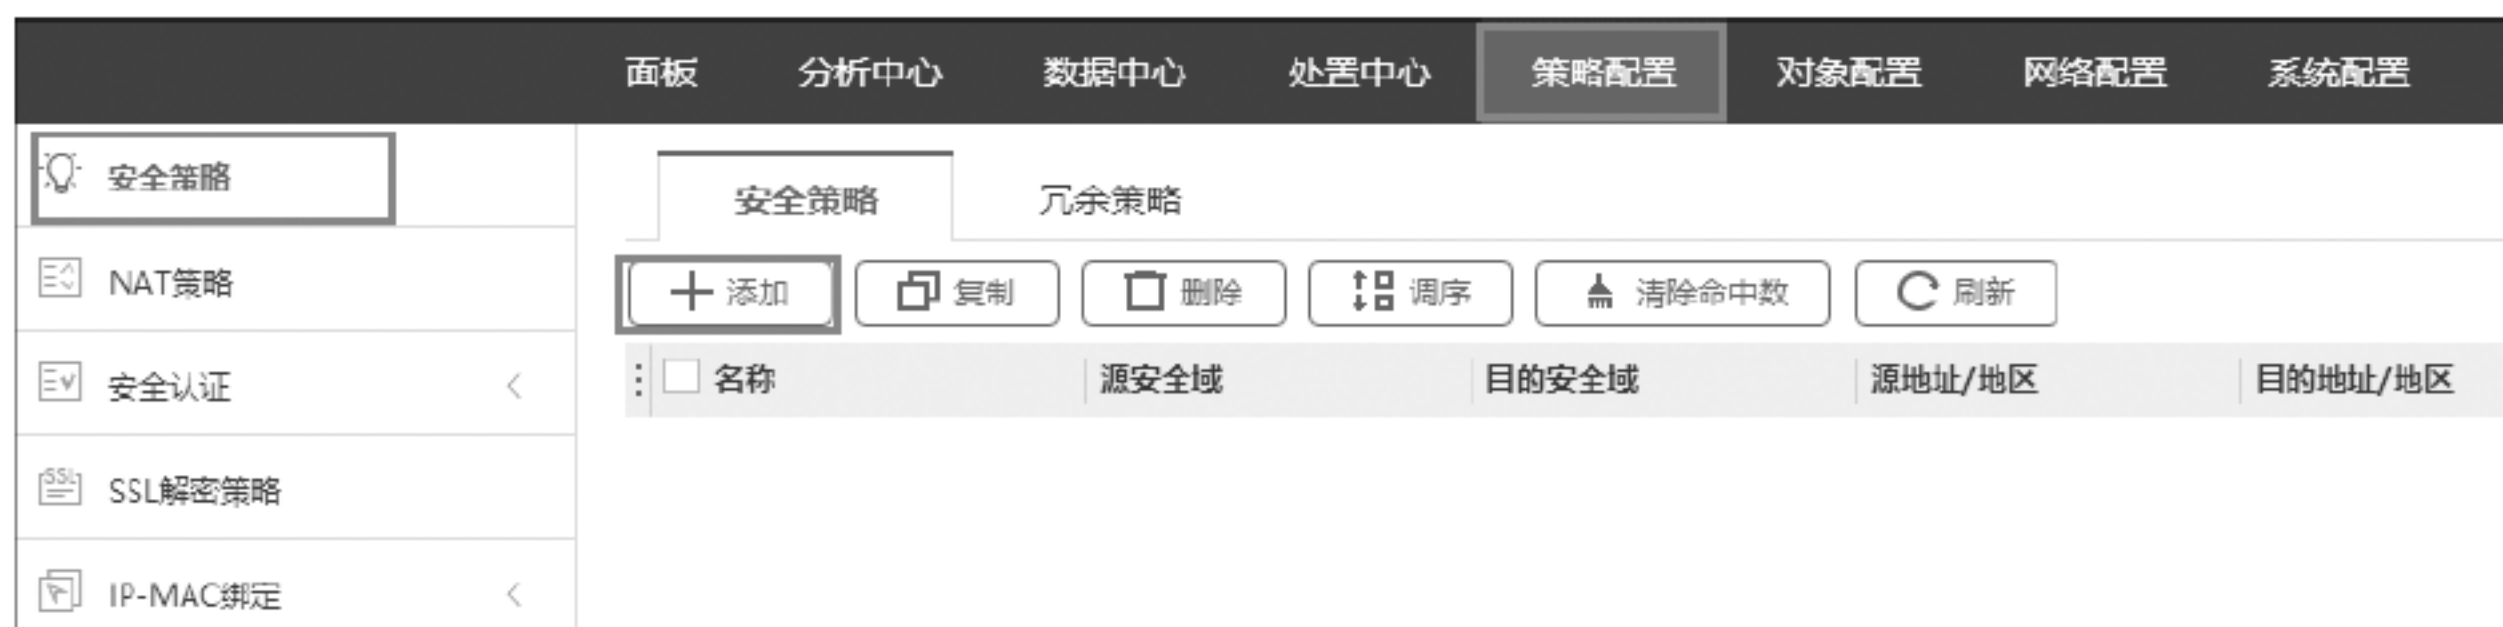 面板 分析中心 数据中心 处置中心 策略配置 对象配置 网络配置 系统配置
安全策略
NAT策略
安全认证
SSL解密策略
IP-MAC绑定
安全策略 冗余策略
添加 复制 删除 调序 清除命中数 刷新
名称 源安全域 目的安全域 源地址/地区 目的地址/地区